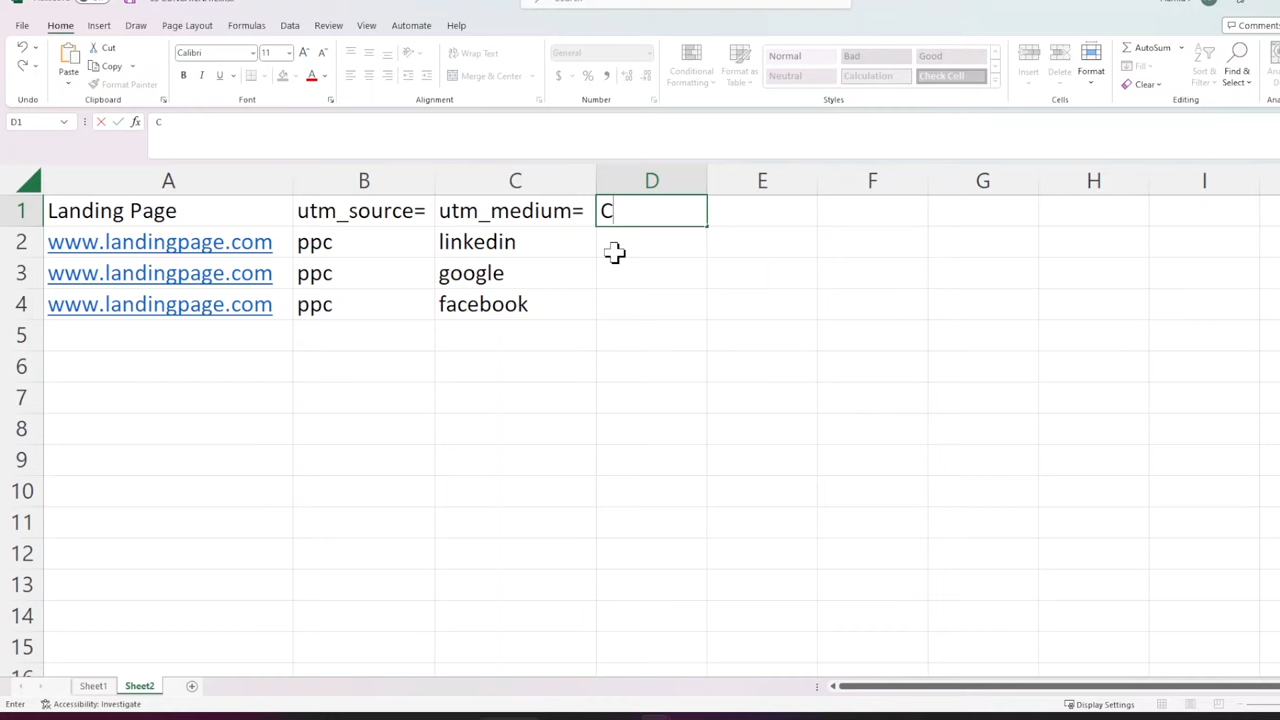 File Home Insert Draw Page Layout Formulas Data Review View Automate Help
Comments
Cut
Copy
Format Painter
Paste
Calibri 11
B I U
Wrap Text
Merge & Center
General
$ %
Conditional Formatting
Format as Table
Normal Bad Good
Neutral Calculation Check Cell
Insert Delete Format
AutoSum
Fill
Clear
Sort & Filter
Find & Select
Undo Clipboard Font Alignment Number Styles Cells Editing
D1 fx C
A B C D E F G H I
1 Landing Page utm_source= utm_medium= C
2 www.landingpage.com ppc linkedin
3 www.landingpage.com ppc google
4 www.landingpage.com ppc facebook
5
6
7
8
9
10
11
12
13
14
15
Sheet1 Sheet2
Enter Accessibility: Investigate Display Settings